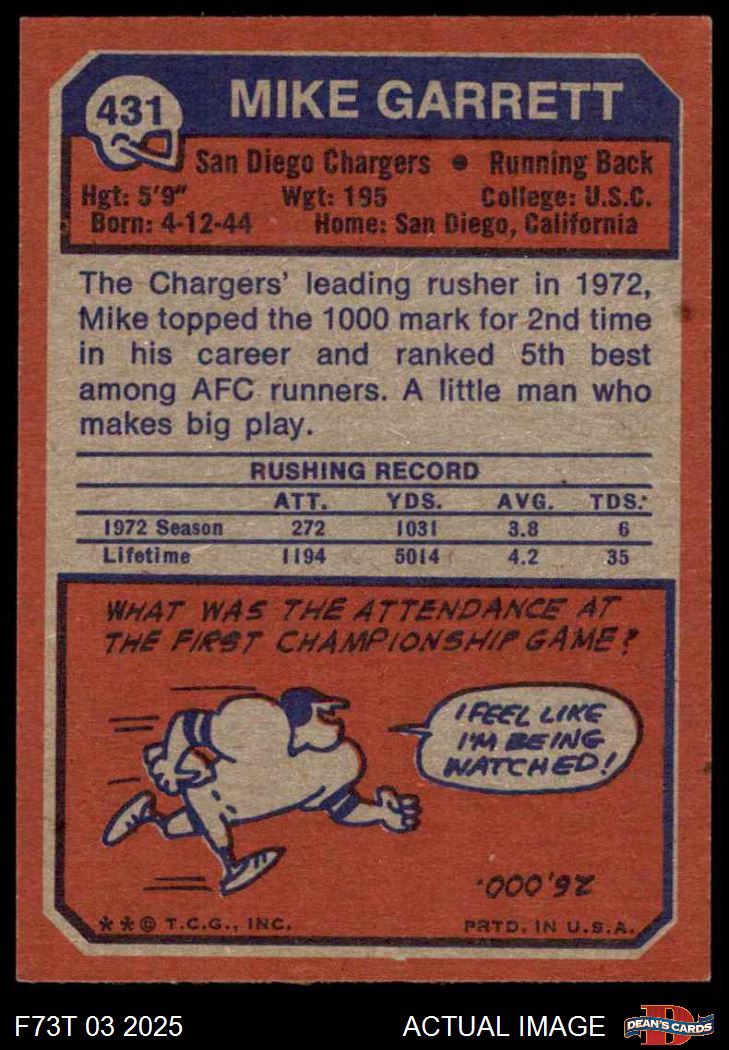 431
MIKE GARRETT
San Diego Chargers • Running Back
Hgt: 5'9" Wgt: 195 College: U.S.C.
Born: 4-12-44 Home: San Diego, California
The Chargers' leading rusher in 1972,
Mike topped the 1000 mark for 2nd time
in his career and ranked 5th best
among AFC runners. A little man who
makes big play.
RUSHING RECORD
ATT. YDS. AVG. TDS.
1972 Season 272 1031 3.8 6
Lifetime 1194 5014 4.2 35
WHAT WAS THE ATTENDANCE AT
THE FIRST CHAMPIONSHIP GAME?
I FEEL LIKE
I'M BEING
WATCHED!
26,000.
**© T.C.G., INC. PRTD. IN U.S.A.
F73T 03 2025 ACTUAL IMAGE D DEAN'S CARDS